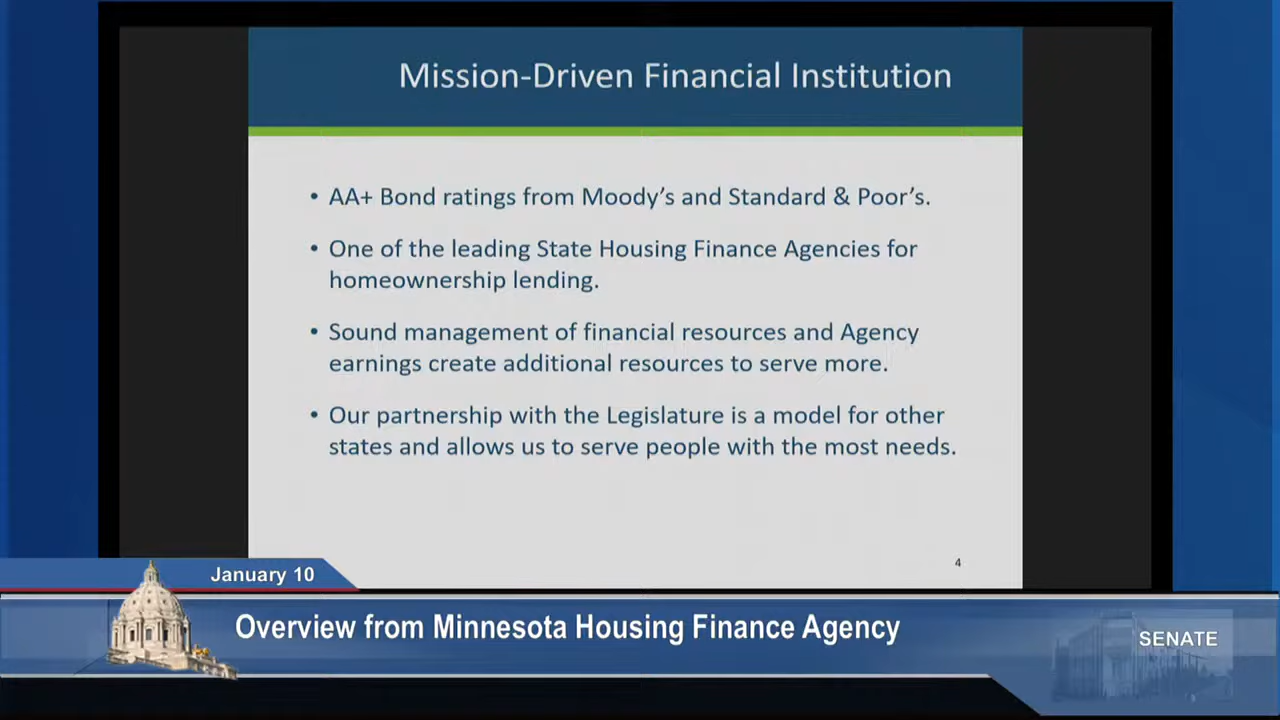 Mission-Driven Financial Institution
• AA+ Bond ratings from Moody’s and Standard & Poor’s.
• One of the leading State Housing Finance Agencies for
homeownership lending.
• Sound management of financial resources and Agency
earnings create additional resources to serve more.
• Our partnership with the Legislature is a model for other
states and allows us to serve people with the most needs.
4
January 10
Overview from Minnesota Housing Finance Agency
SENATE